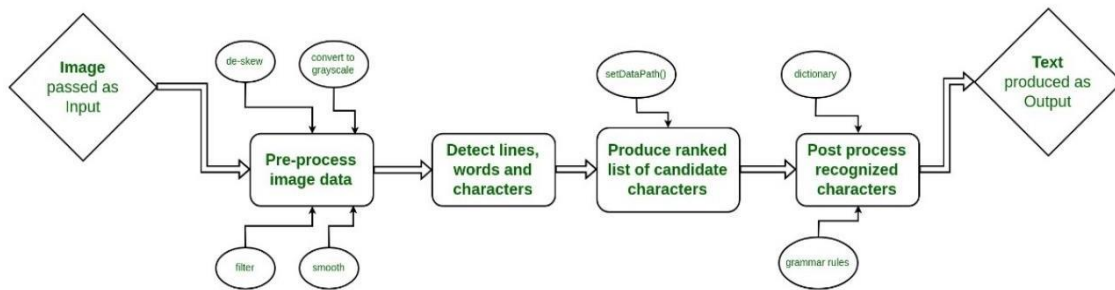 Image
passed as
Input
de-skew
convert to
grayscale
Pre-process
image data
filter
smooth
Detect lines,
words and
characters
setDataPath()
Produce ranked
list of candidate
characters
dictionary
Post process
recognized
characters
grammar rules
Text
produced as
Output